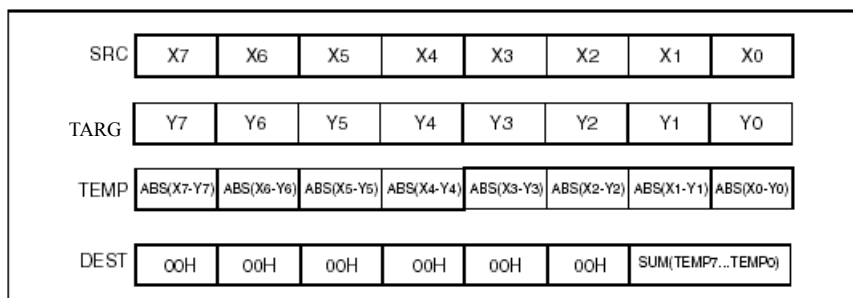 SRC X7 X6 X5 X4 X3 X2 X1 X0
TARG Y7 Y6 Y5 Y4 Y3 Y2 Y1 Y0
TEMP ABS(X7-Y7) ABS(X6-Y6) ABS(X5-Y5) ABS(X4-Y4) ABS(X3-Y3) ABS(X2-Y2) ABS(X1-Y1) ABS(X0-Y0)
DEST 00H 00H 00H 00H 00H 00H SUM(TEMP7...TEMP0)